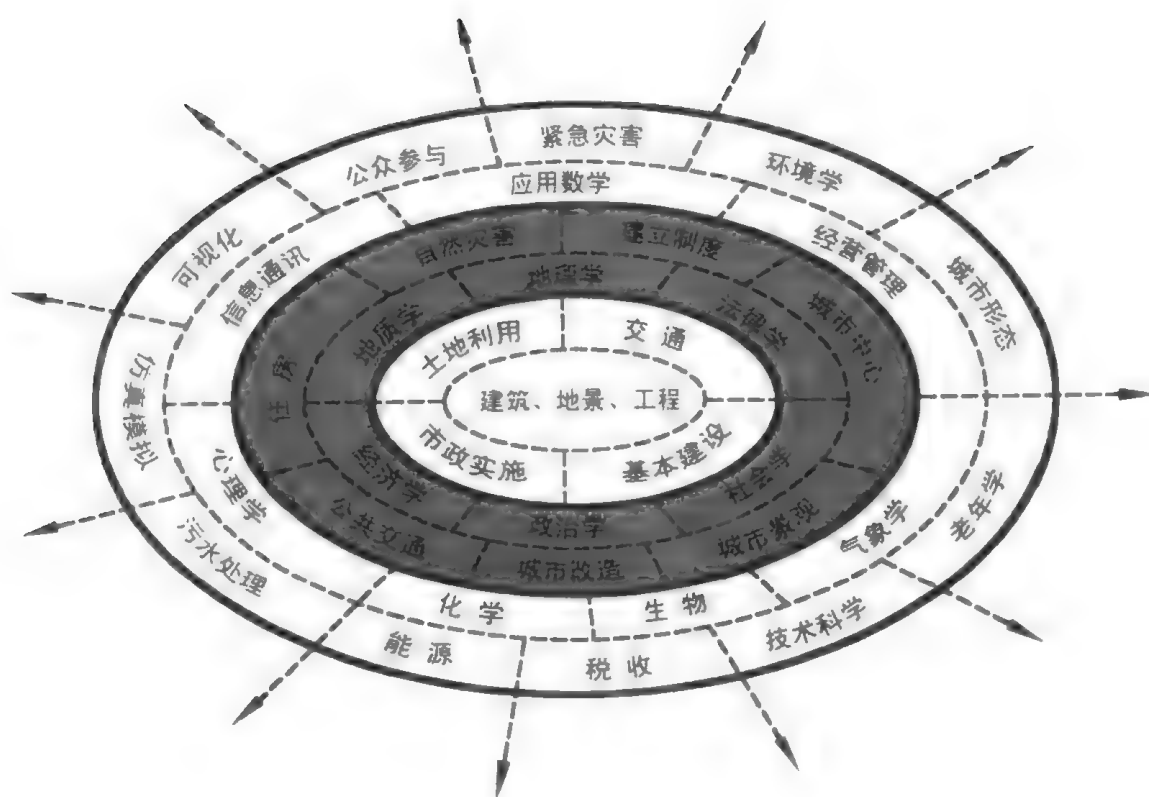 紧急灾害
公众参与
环境学
应用数学
可视化
信息通讯
自然灾害
建立制度
经营管理
城市形态
地质学
地质学
法律学
城市中心
土地利用
交通
住房
建筑、地景、工程
仿真模拟
市政实施
基本建设
心理学
经济学
社会学
公共交通
政治学
城市景观
气象学
老年学
污水处理
城市改造
化学
生物
技术科学
能源
税收